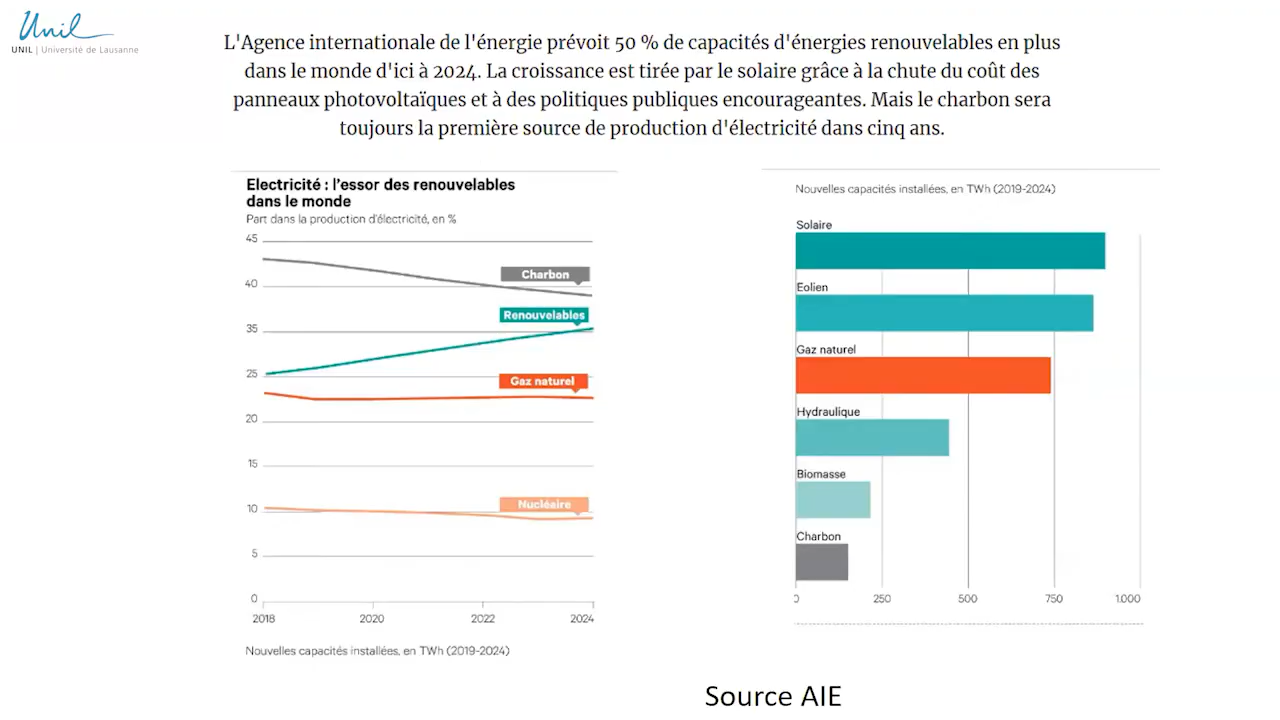 Unil
UNIL | Université de Lausanne
L'Agence internationale de l'énergie prévoit 50 % de capacités d'énergies renouvelables en plus
dans le monde d'ici à 2024. La croissance est tirée par le solaire grâce à la chute du coût des
panneaux photovoltaïques et à des politiques publiques encourageantes. Mais le charbon sera
toujours la première source de production d'électricité dans cinq ans.
Electricité : l'essor des renouvelables
dans le monde
Part dans la production d'électricité, en %
45
40
35
25
20
15
10
5
0
Charbon
Renouvelables
Gaz naturel
Nucléaire
2018 2020 2022 2024
Nouvelles capacités installées, en TWh (2019-2024)
Nouvelles capacités installées, en TWh (2019-2024)
Solaire
Eolien
Gaz naturel
Hydraulique
Biomasse
Charbon
0 250 500 750 1.000
Source AIE